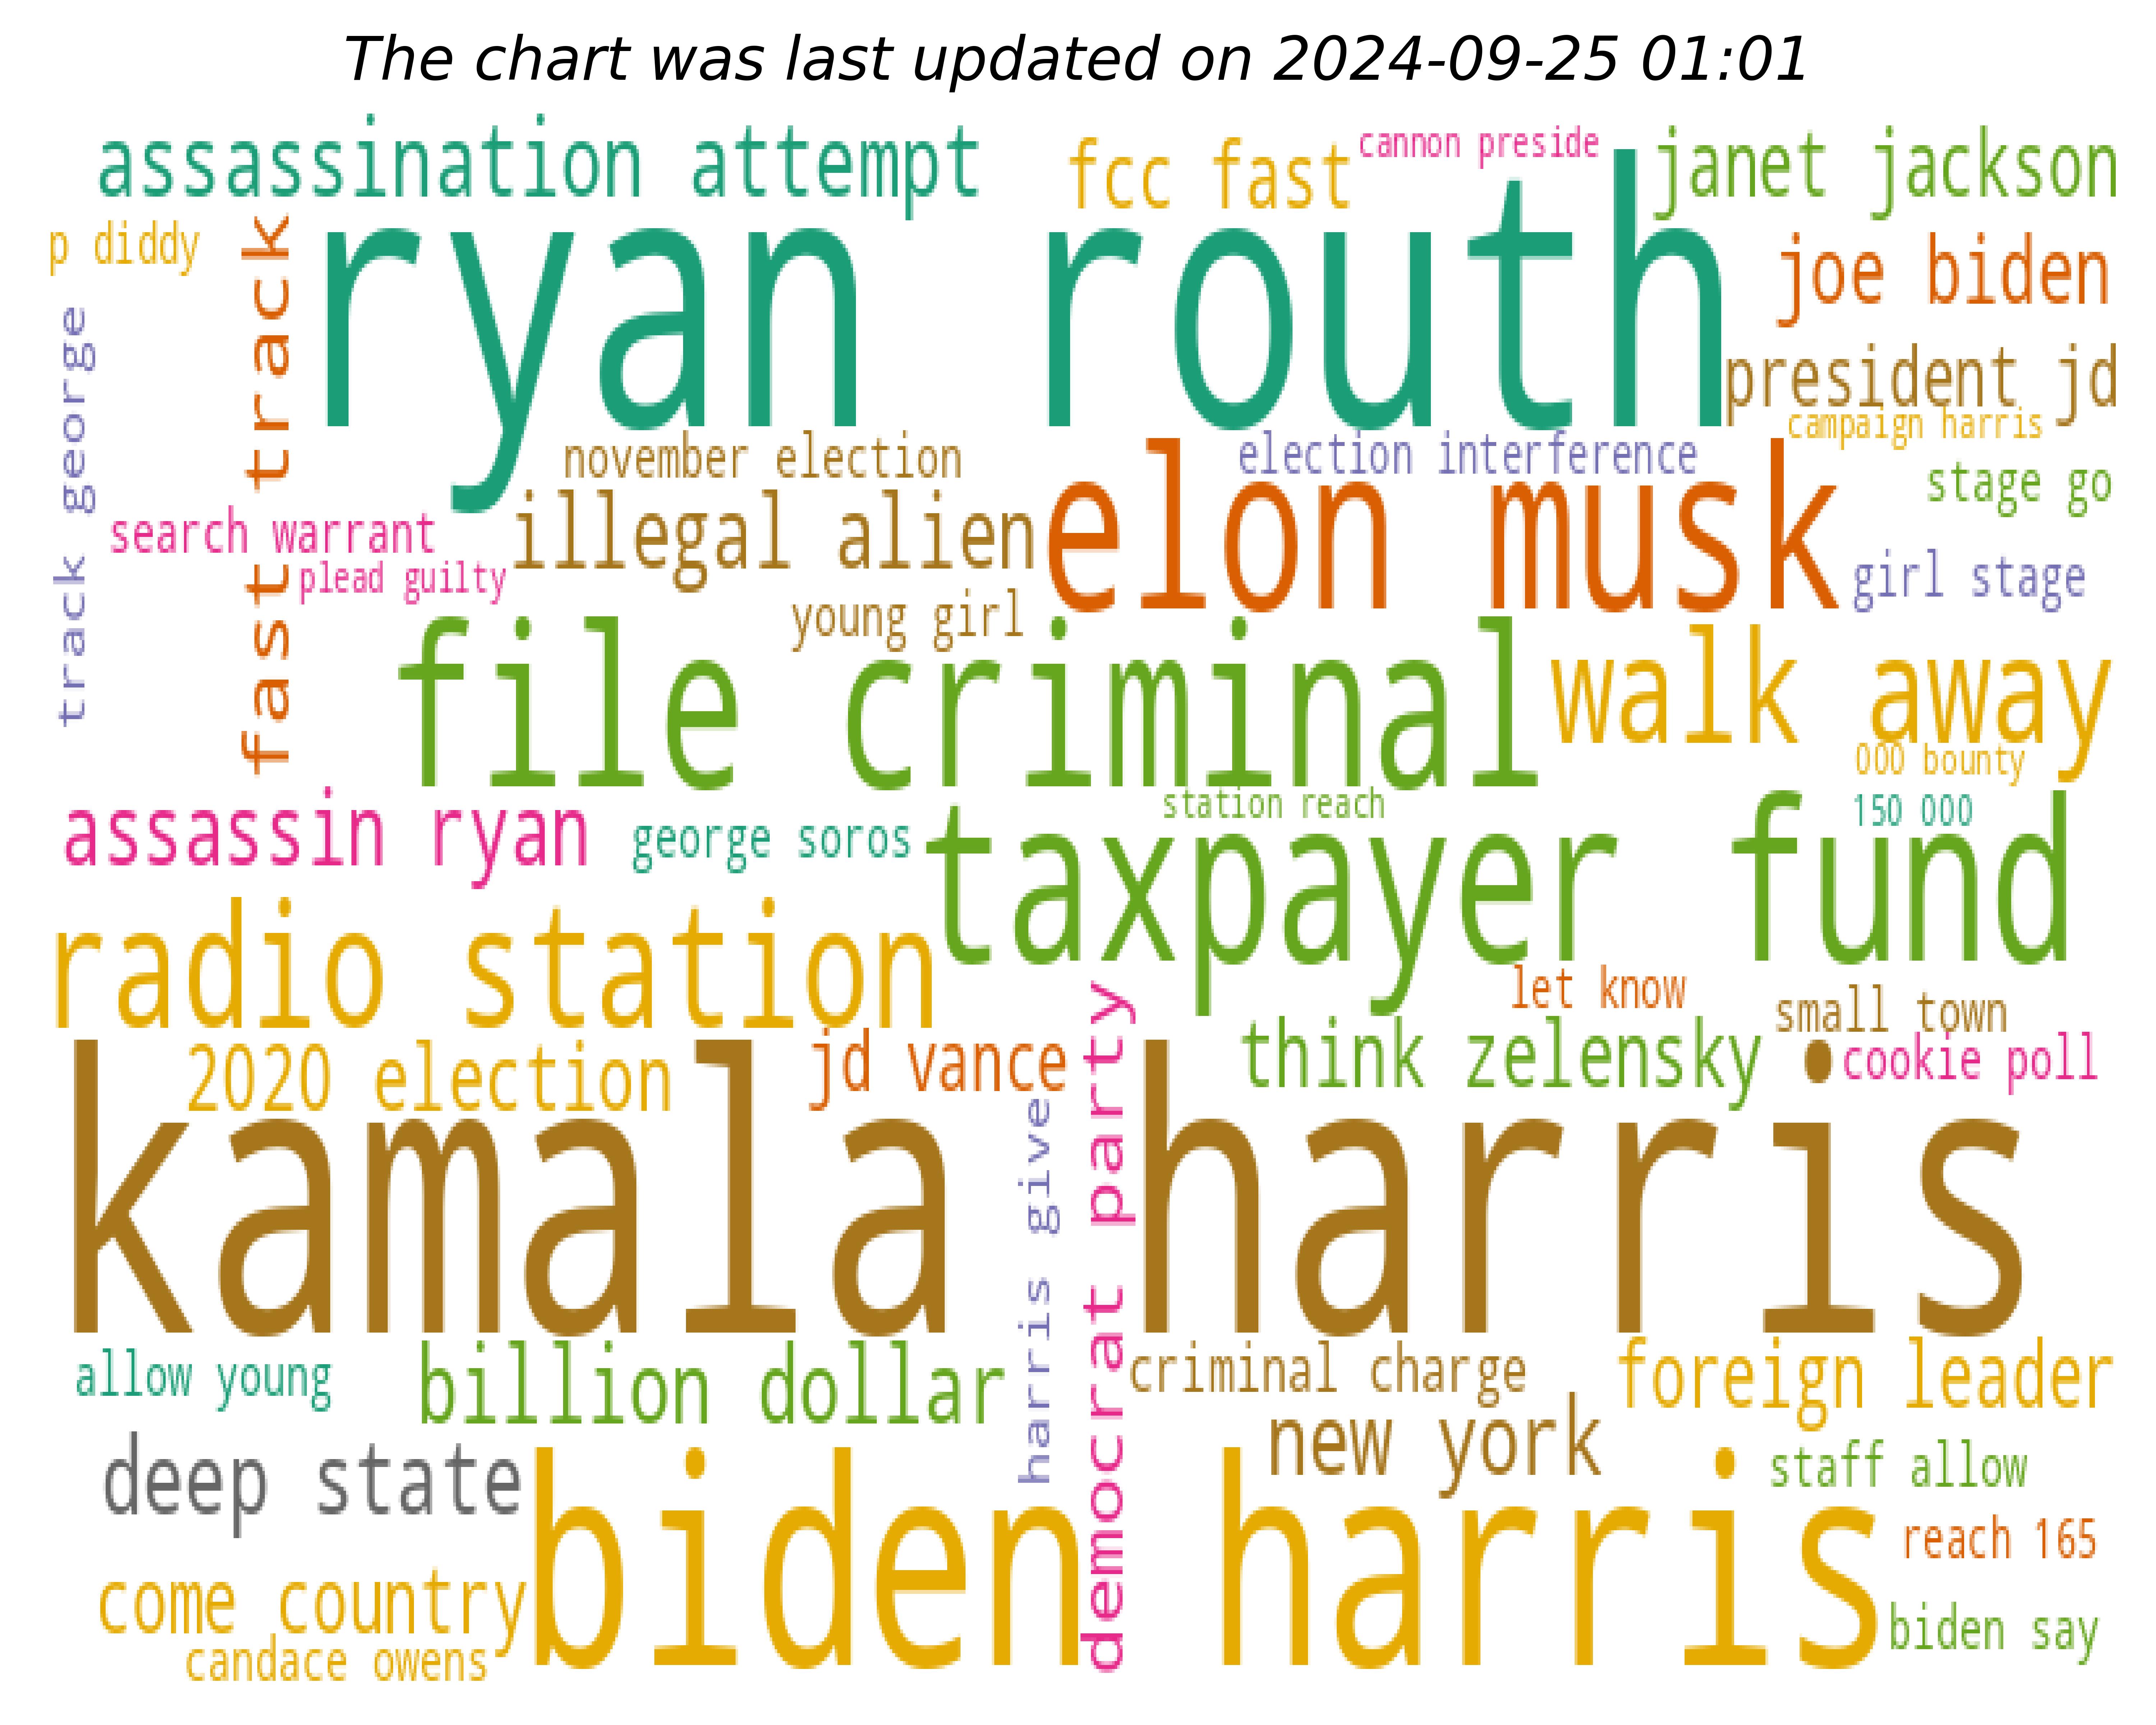 The chart was last updated on 2024-09-25 01:01
assassination attempt
fcc fast
cannon preside
janet jackson
p diddy
fast track
ryan routh
joe biden
track george
president jd
campaign harris
november election
election interference
stage go
search warrant
illegal alien
elon musk
plead guilty
girl stage
young girl
file criminal
walk away
000 bounty
assassin ryan
george soros
station reach
150 000
taxpayer fund
radio station
let know
small town
2020 election
jd vance
think zelensky
cookie poll
kamala harris
harris give
democrat party
allow young
billion dollar
criminal charge
foreign leader
new york
deep state
staff allow
biden harris
reach 165
come country
biden say
candace owens